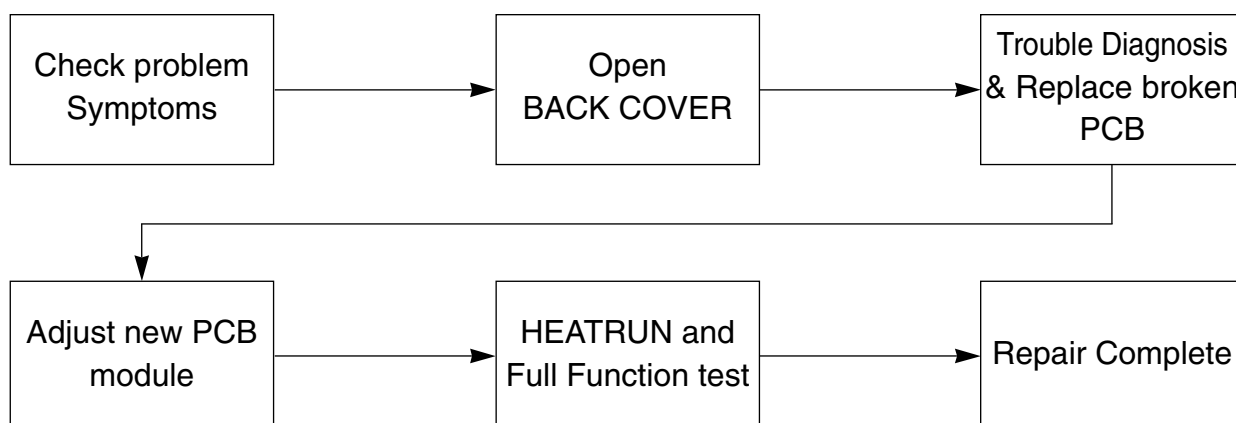 Check problem
Symptoms
Open
BACK COVER
Trouble Diagnosis
& Replace broken
PCB
Adjust new PCB
module
HEATRUN and
Full Function test
Repair Complete